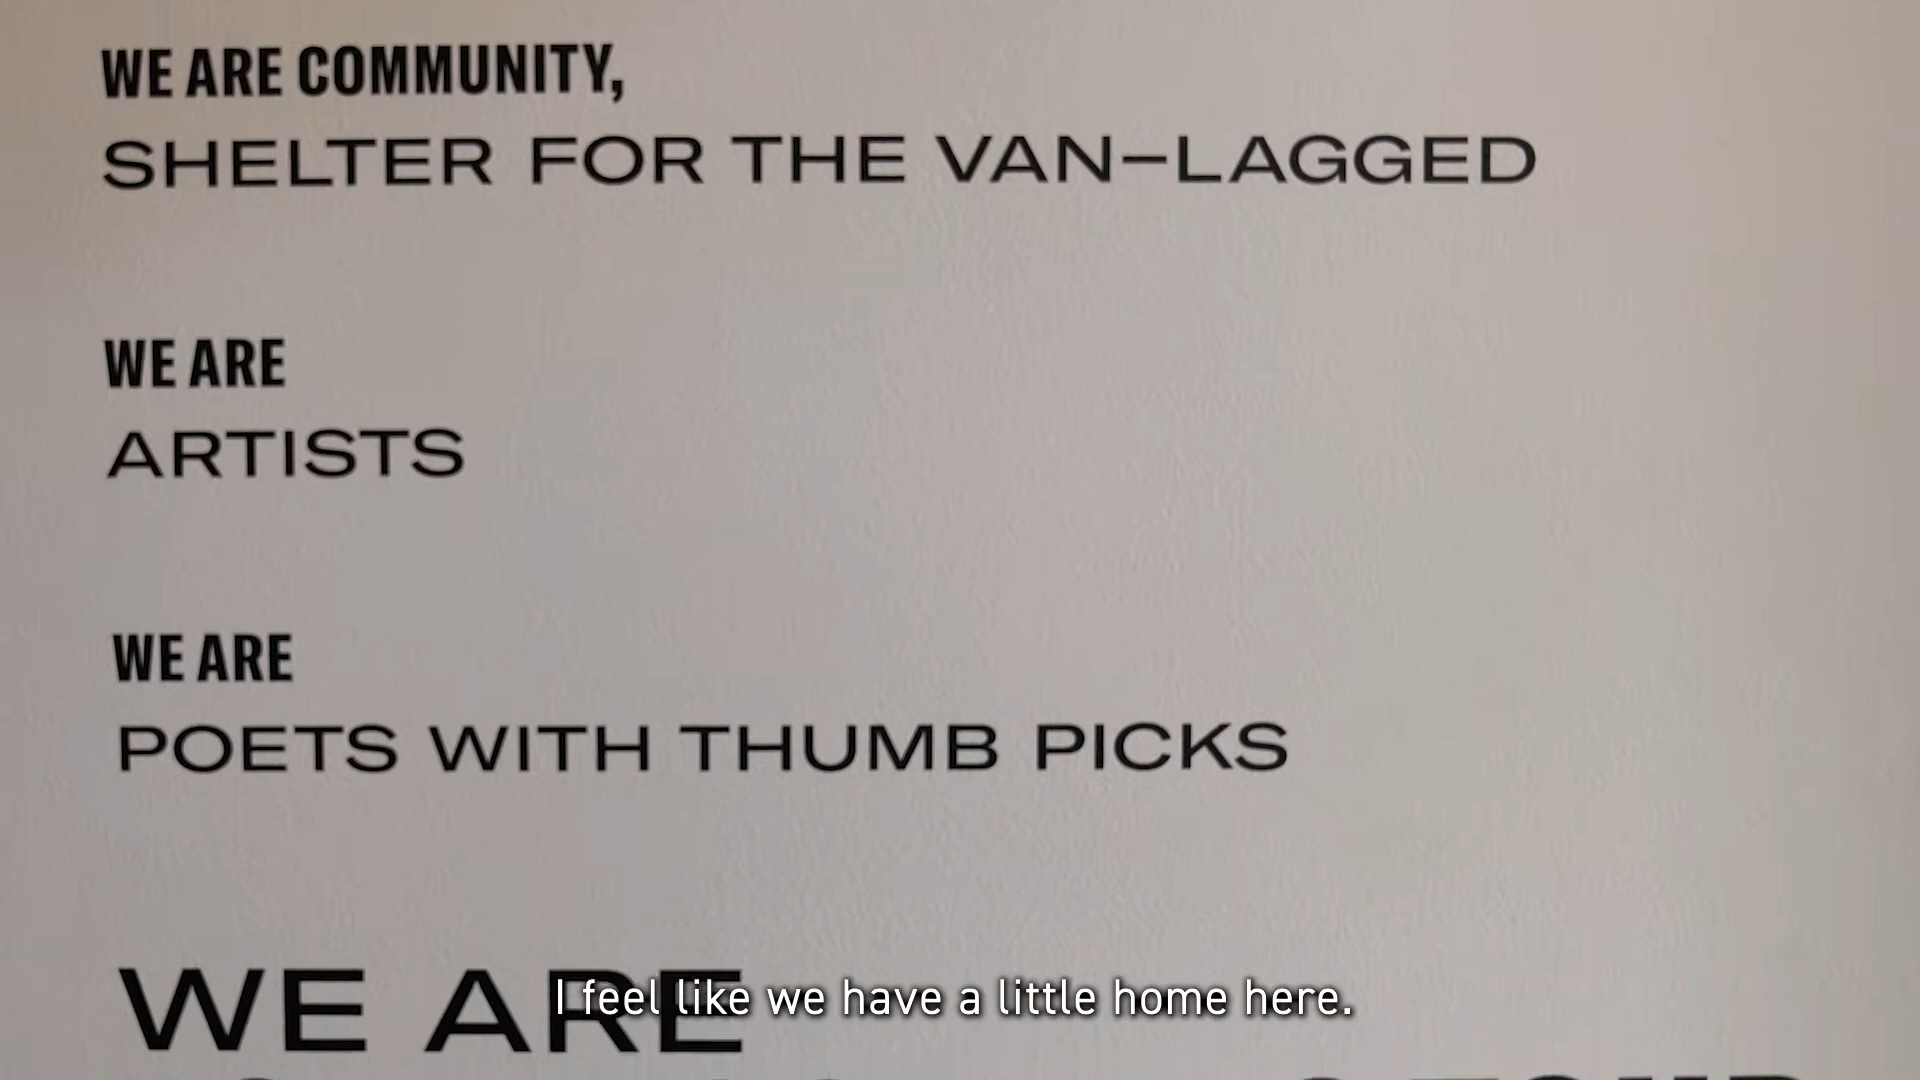 WE ARE COMMUNITY,
SHELTER FOR THE VAN–LAGGED
WE ARE
ARTISTS
WE ARE
POETS WITH THUMB PICKS
WE ARE
I feel like we have a little home here.